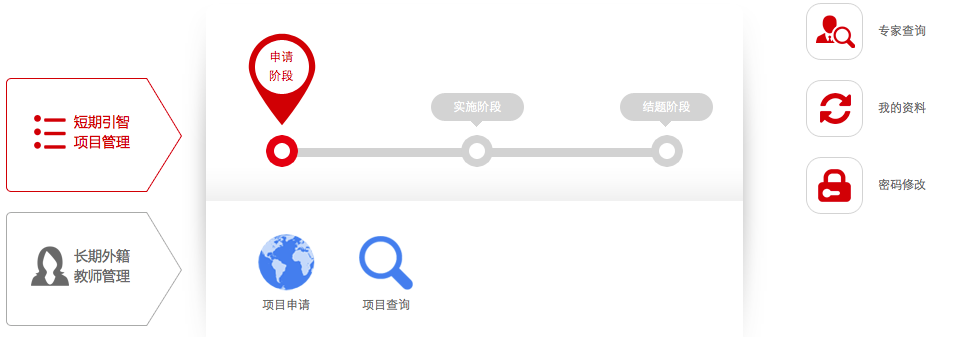 短期引智
项目管理
长期外籍
教师管理
申请
阶段
实施阶段
结题阶段
项目申请
项目查询
专家查询
我的资料
密码修改